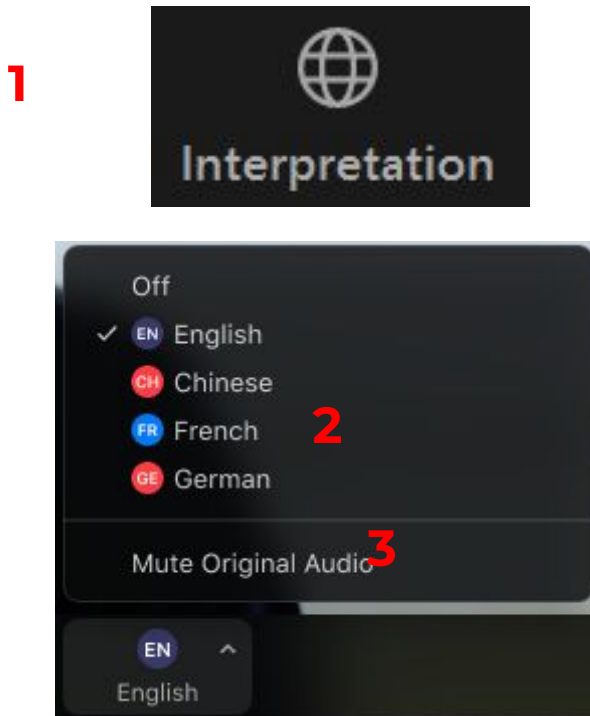 1
Interpretation
Off
EN English
CH Chinese
FR French 2
GE German
Mute Original Audio 3
EN
English